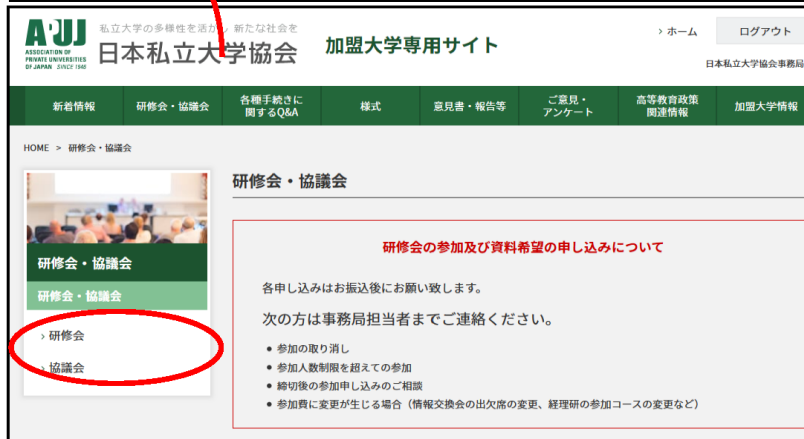 私立大学の多様性を活かし 新たな社会を
APUJ
ASSOCIATION OF
PRIVATE UNIVERSITIES
OF JAPAN SINCE 1946
日本私立大学協会
加盟大学専用サイト
› ホーム
ログアウト
日本私立大学協会事務局
新着情報
研修会・協議会
各種手続きに
関するQ&A
様式
意見書・報告等
ご意見・
アンケート
高等教育政策
関連情報
加盟大学情報
HOME > 研修会・協議会
研修会・協議会
研修会・協議会
› 研修会
› 協議会
研修会・協議会
研修会の参加及び資料希望の申し込みについて
各申し込みはお振込後にお願い致します。
次の方は事務局担当者までご連絡ください。
● 参加の取り消し
● 参加人数制限を超えての参加
● 締切後の参加申し込みのご相談
● 参加費に変更が生じる場合（情報交換会の出欠席の変更、経理研の参加コースの変更など）